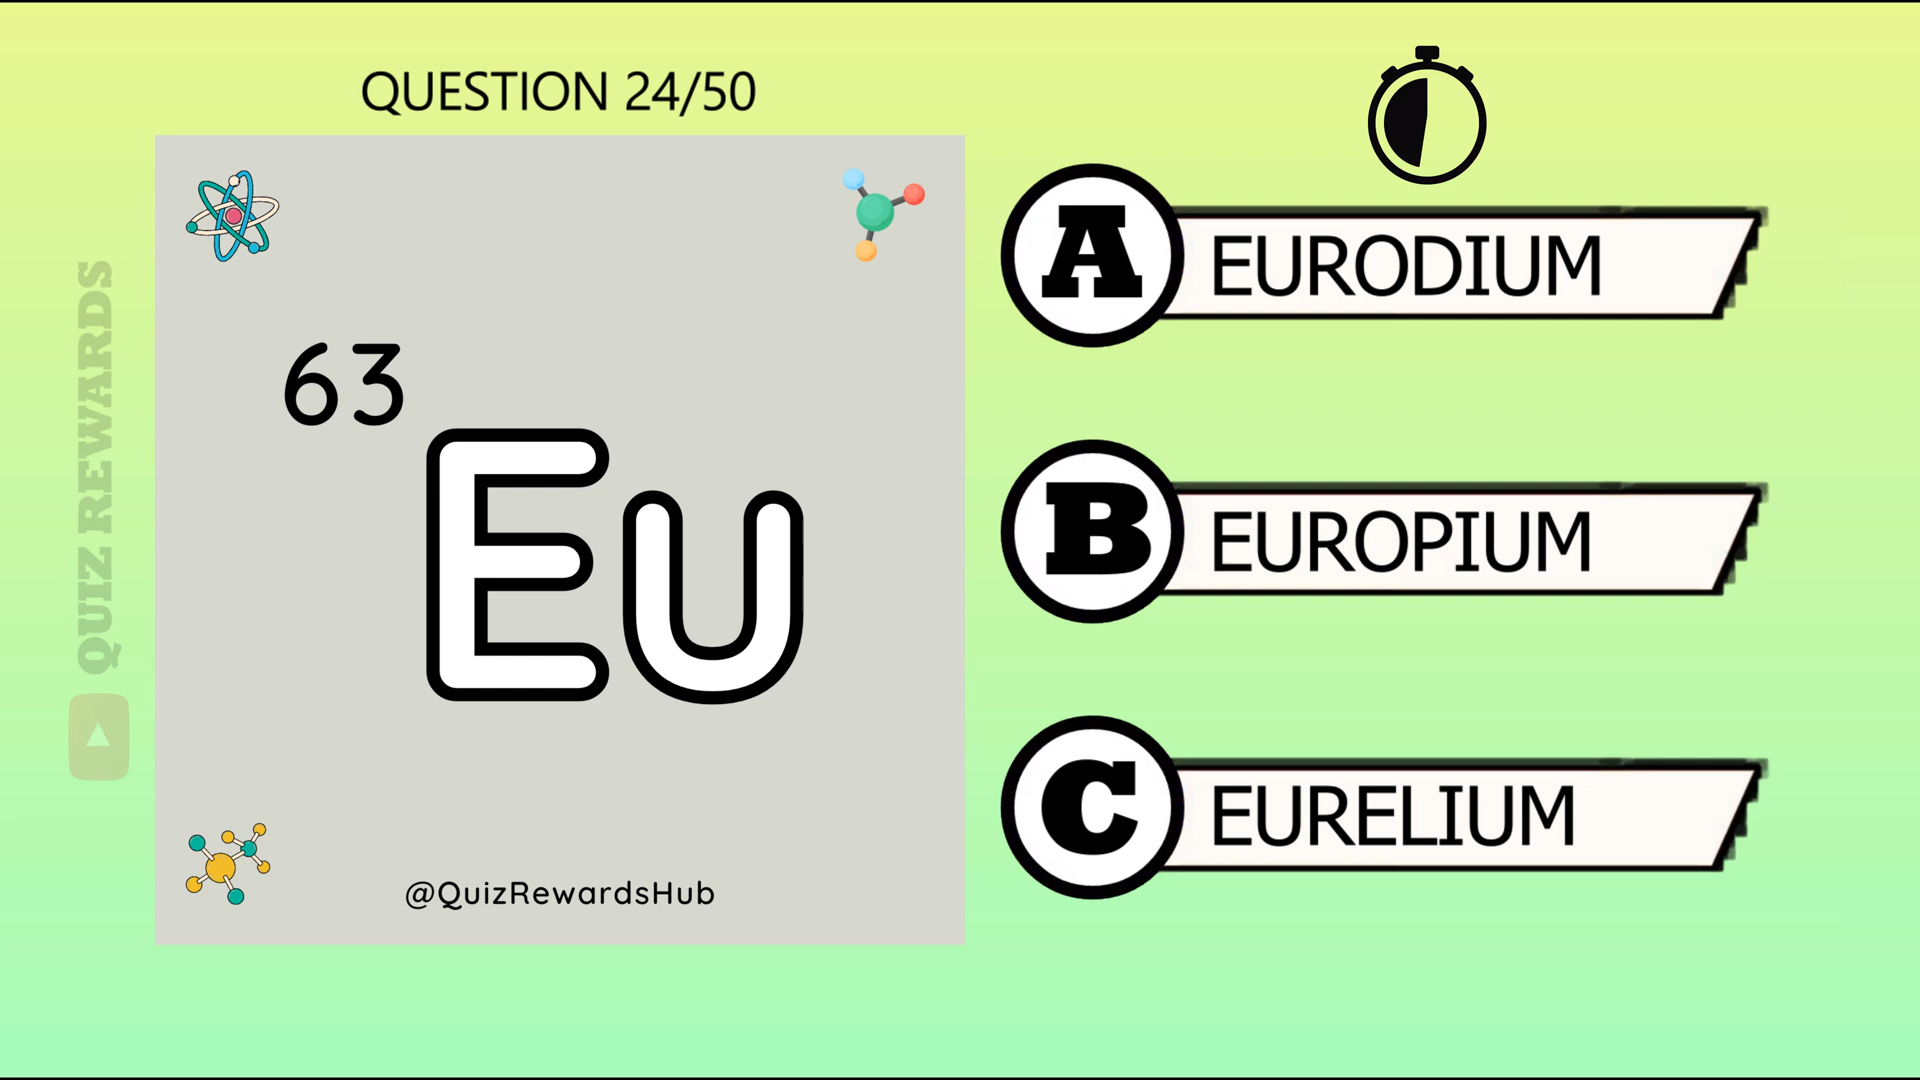 QUESTION 24/50
QUIZ REWARDS
63
Eu
@QuizRewardsHub
A EURODIUM
B EUROPIUM
C EURELIUM